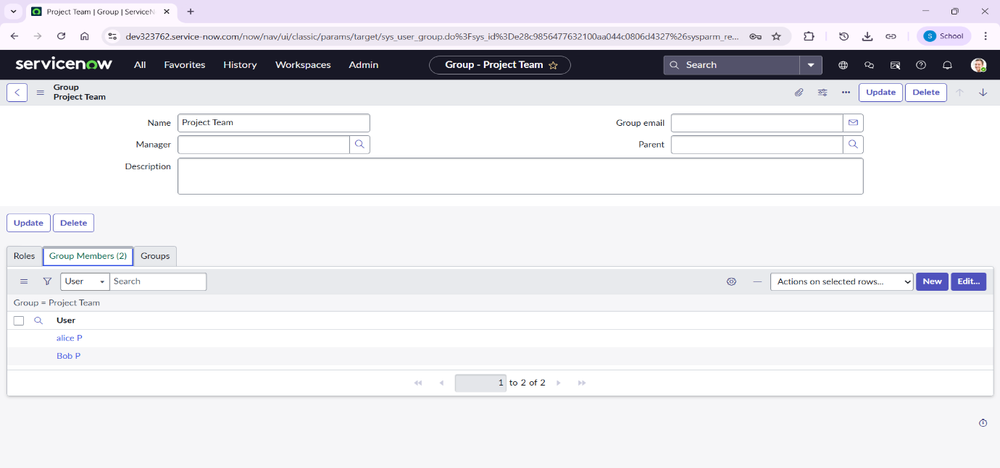 Project Team | Group | ServiceN
dev323762.service-now.com/now/nav/ui/classic/params/target/sys_user_group.do%3Fsys_id%3De28c9856477632100aa044c0806d4327%26sysparm_re...
S School
servicenow All Favorites History Workspaces Admin Group - Project Team Search
Group
Project Team
Update Delete
Name Project Team Group email
Manager Parent
Description
Update Delete
Roles Group Members (2) Groups
User Search Actions on selected rows... New Edit...
Group = Project Team
User
alice P
Bob P
1 to 2 of 2